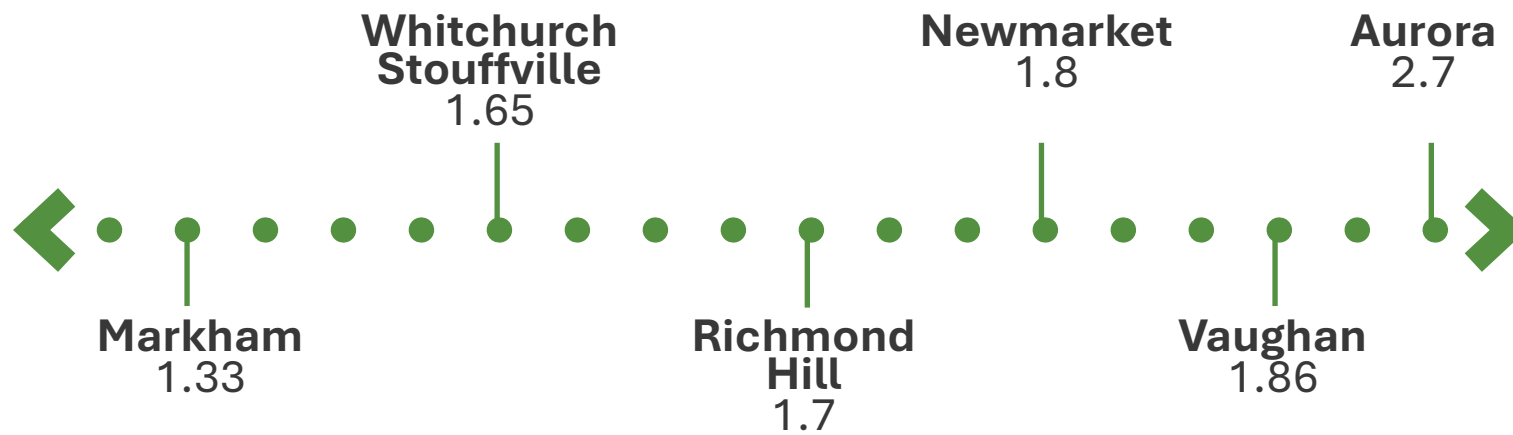 Whitchurch
Stouffville
1.65
Newmarket
1.8
Aurora
2.7
Markham
1.33
Richmond
Hill
1.7
Vaughan
1.86